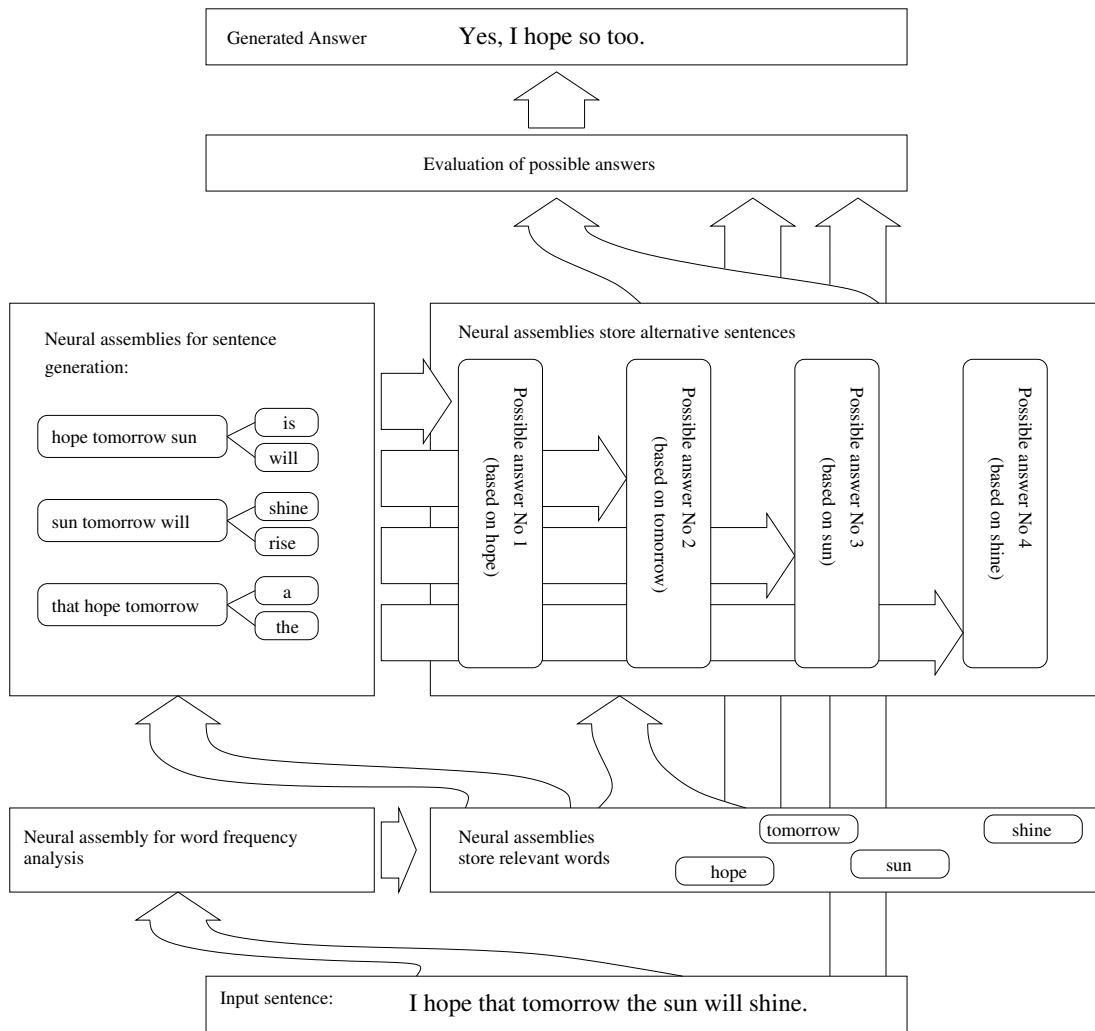 Generated Answer Yes, I hope so too.
Evaluation of possible answers
Neural assemblies for sentence
generation:
hope tomorrow sun
is
will
sun tomorrow will
shine
rise
that hope tomorrow
a
the
Neural assemblies store alternative sentences
Possible answer No 1
(based on hope)
Possible answer No 2
(based on tomorrow)
Possible answer No 3
(based on sun)
Possible answer No 4
(based on shine)
Neural assembly for word frequency
analysis
Neural assemblies
store relevant words
tomorrow
shine
hope
sun
Input sentence: I hope that tomorrow the sun will shine.